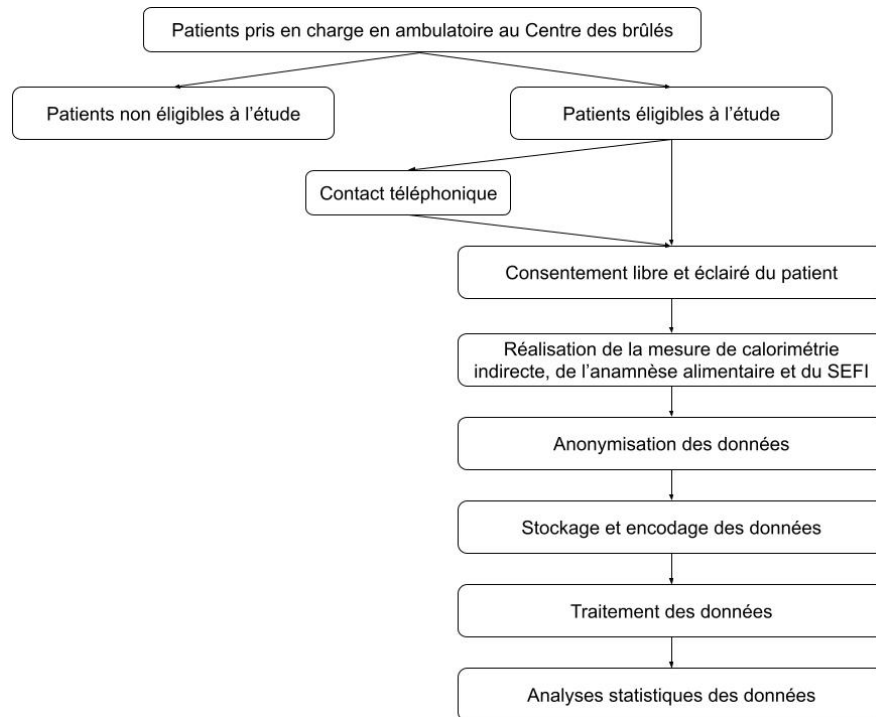 Patients pris en charge en ambulatoire au Centre des brûlés
Patients non éligibles à l'étude
Patients éligibles à l'étude
Contact téléphonique
Consentement libre et éclairé du patient
Réalisation de la mesure de calorimétrie
indirecte, de l'anamnèse alimentaire et du SEFI
Anonymisation des données
Stockage et encodage des données
Traitement des données
Analyses statistiques des données